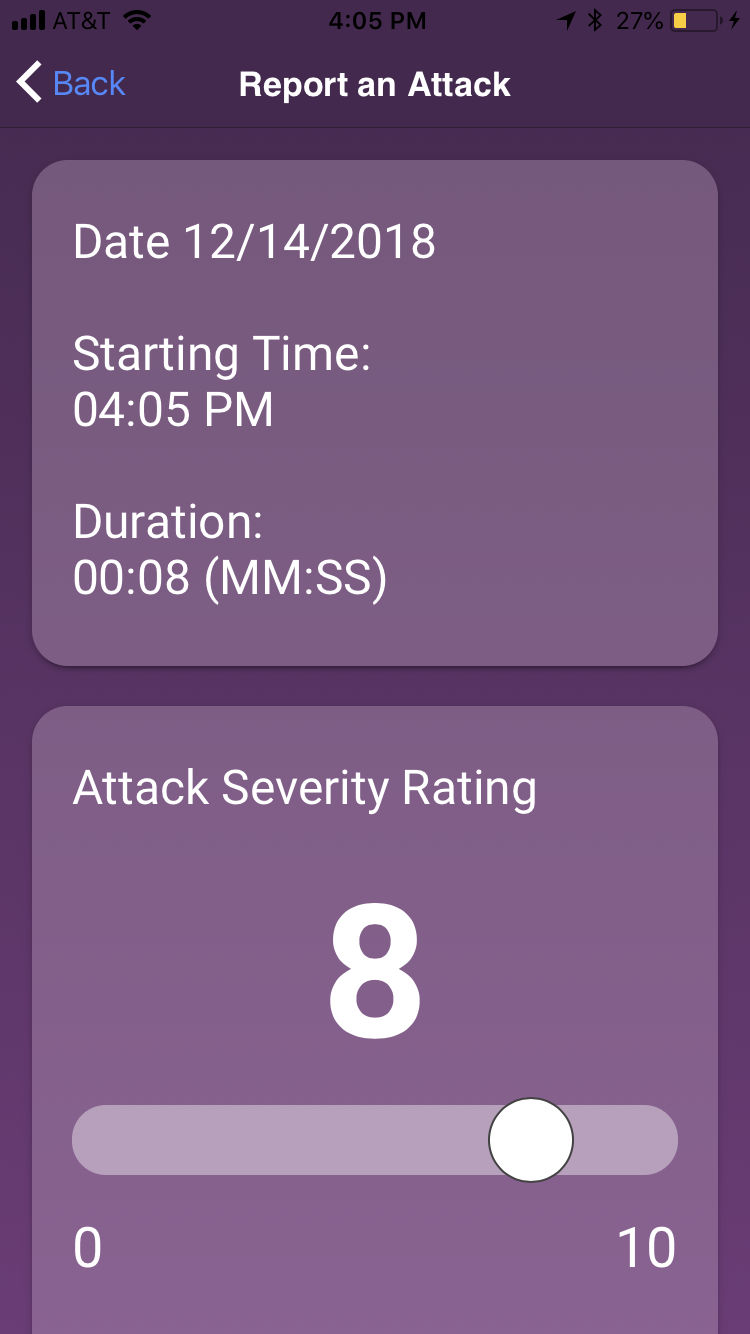 AT&T 4:05 PM 27%
Back Report an Attack
Date 12/14/2018
Starting Time:
04:05 PM
Duration:
00:08 (MM:SS)
Attack Severity Rating
8
0 10